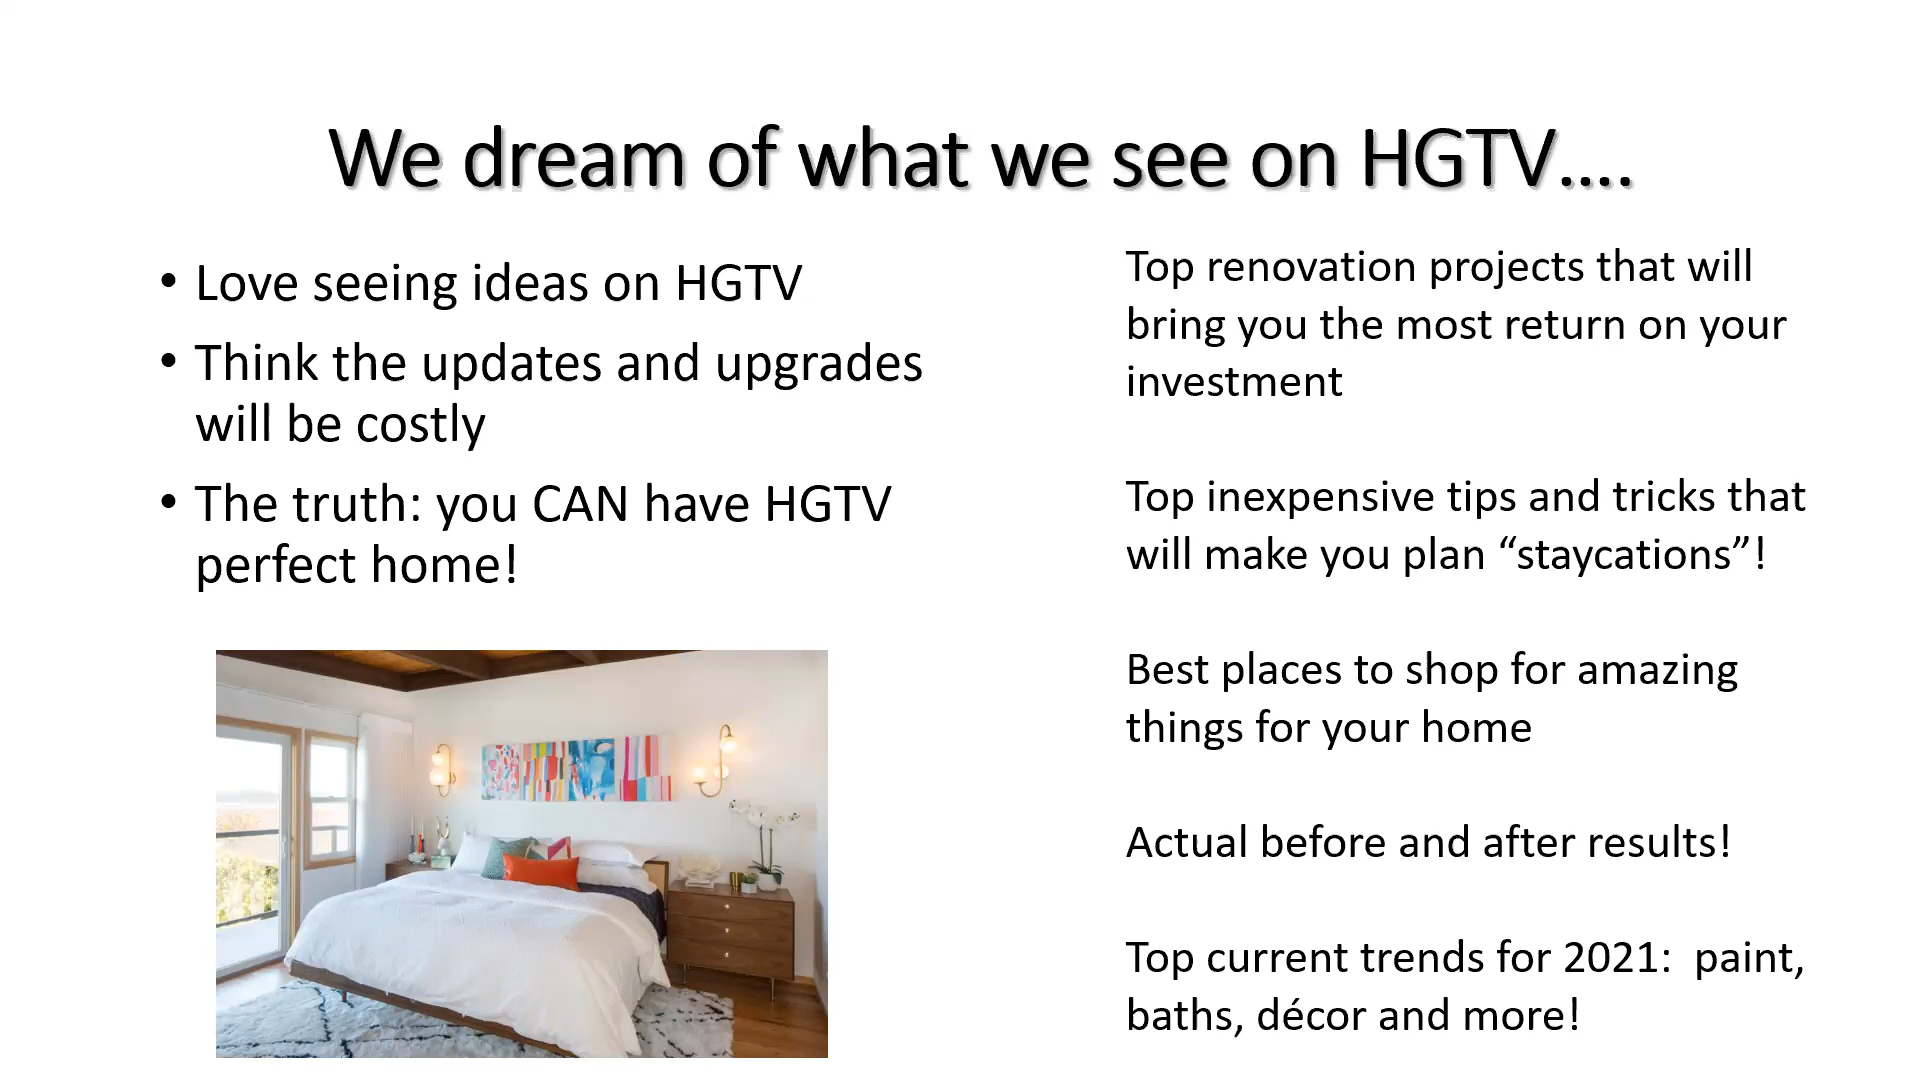 We dream of what we see on HGTV....
• Love seeing ideas on HGTV
• Think the updates and upgrades
will be costly
• The truth: you CAN have HGTV
perfect home!
Top renovation projects that will
bring you the most return on your
investment
Top inexpensive tips and tricks that
will make you plan “staycations”!
Best places to shop for amazing
things for your home
Actual before and after results!
Top current trends for 2021:  paint,
baths, décor and more!